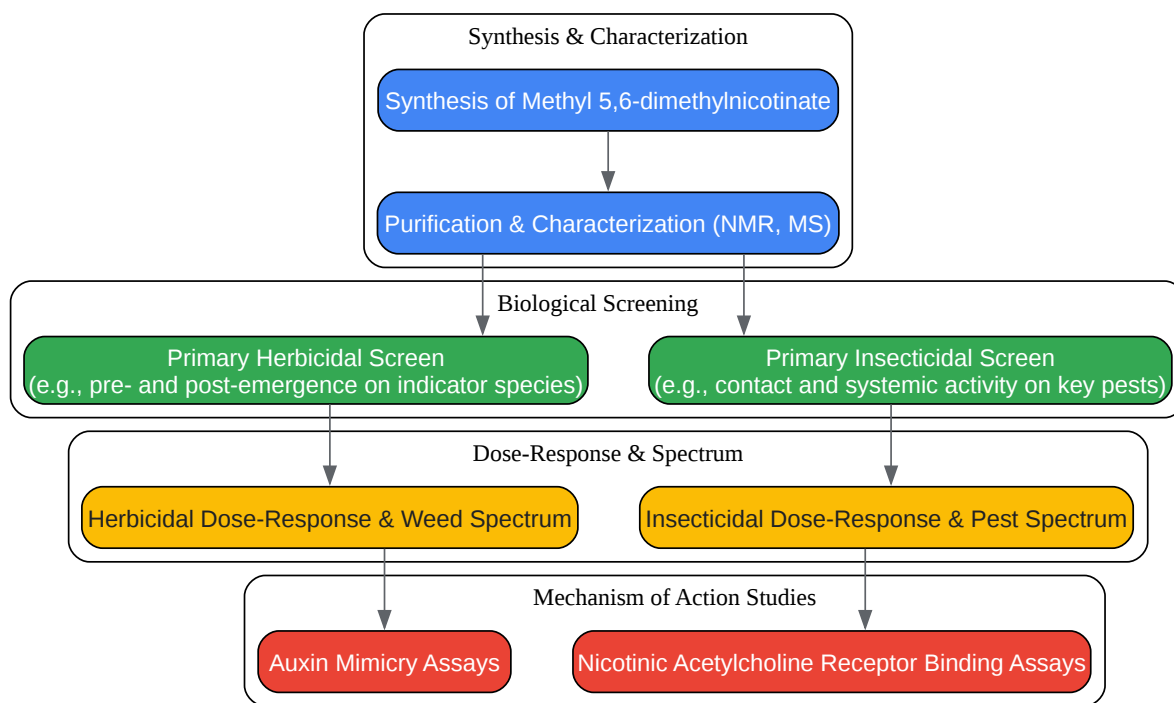 Synthesis & Characterization
Synthesis of Methyl 5,6-dimethylnicotinate
Purification & Characterization (NMR, MS)
Biological Screening
Primary Herbicidal Screen
(e.g., pre- and post-emergence on indicator species)
Primary Insecticidal Screen
(e.g., contact and systemic activity on key pests)
Dose-Response & Spectrum
Herbicidal Dose-Response & Weed Spectrum
Insecticidal Dose-Response & Pest Spectrum
Mechanism of Action Studies
Auxin Mimicry Assays
Nicotinic Acetylcholine Receptor Binding Assays